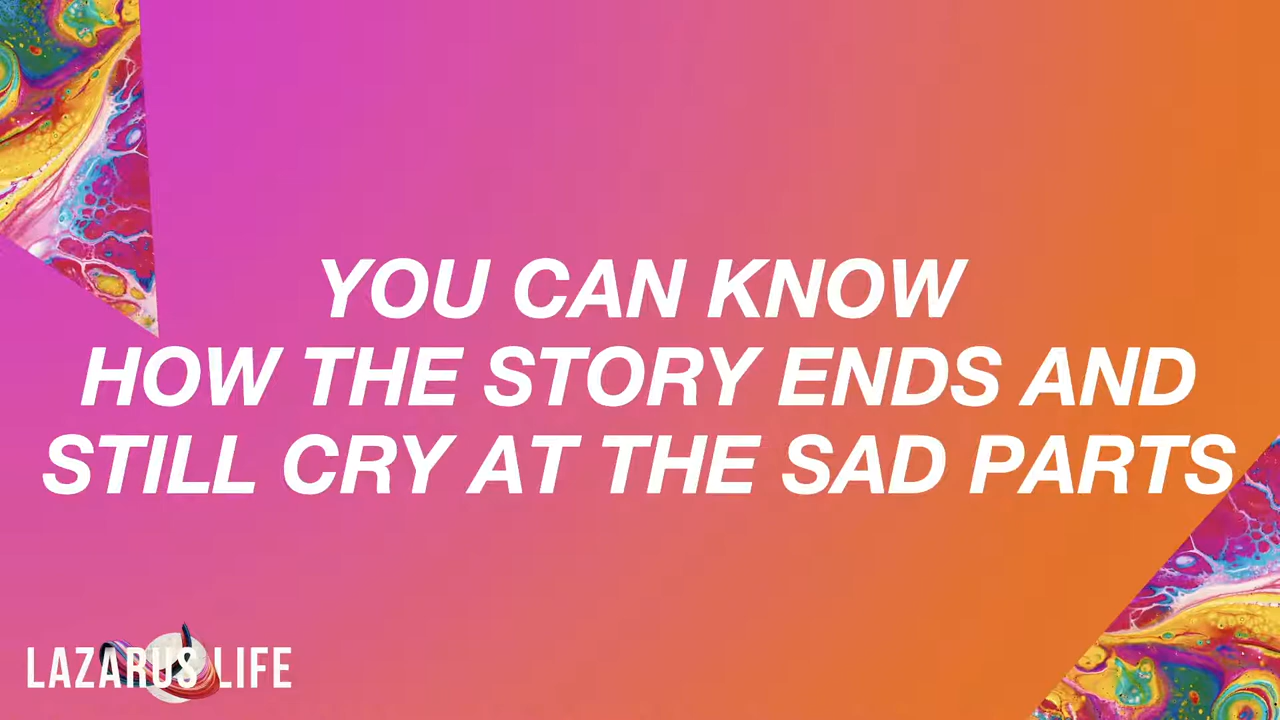 YOU CAN KNOW
HOW THE STORY ENDS AND
STILL CRY AT THE SAD PARTS
LAZARUS LIFE